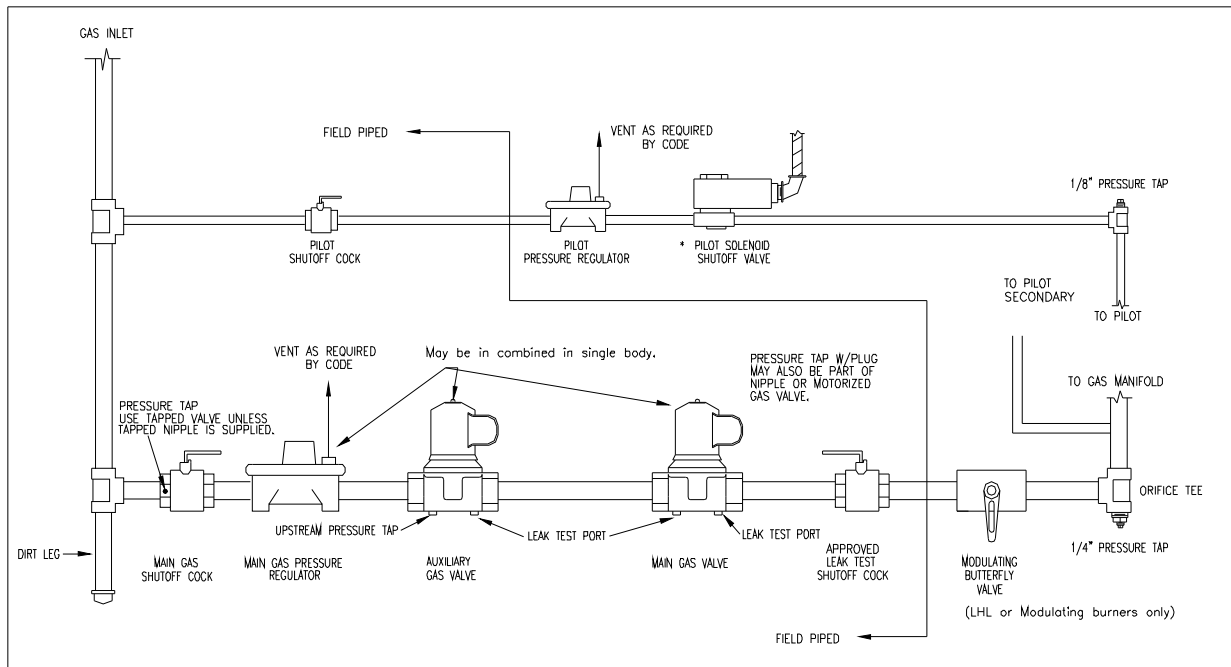 GAS INLET
FIELD PIPED
VENT AS REQUIRED
BY CODE
1/8" PRESSURE TAP
PILOT
SHUTOFF COCK
PILOT
PRESSURE REGULATOR
* PILOT SOLENOID
SHUTOFF VALVE
TO PILOT
SECONDARY
TO PILOT
VENT AS REQUIRED
BY CODE
May be in combined in single body.
PRESSURE TAP W/PLUG
MAY ALSO BE PART OF
NIPPLE OR MOTORIZED
GAS VALVE.
TO GAS MANIFOLD
PRESSURE TAP
USE TAPPED VALVE UNLESS
TAPPED NIPPLE IS SUPPLIED.
ORIFICE TEE
UPSTREAM PRESSURE TAP
LEAK TEST PORT
LEAK TEST PORT
1/4" PRESSURE TAP
DIRT LEG
MAIN GAS
SHUTOFF COCK
MAIN GAS PRESSURE
REGULATOR
AUXILIARY
GAS VALVE
MAIN GAS VALVE
APPROVED
LEAK TEST
SHUTOFF COCK
MODULATING
BUTTERFLY
VALVE
(LHL or Modulating burners only)
FIELD PIPED